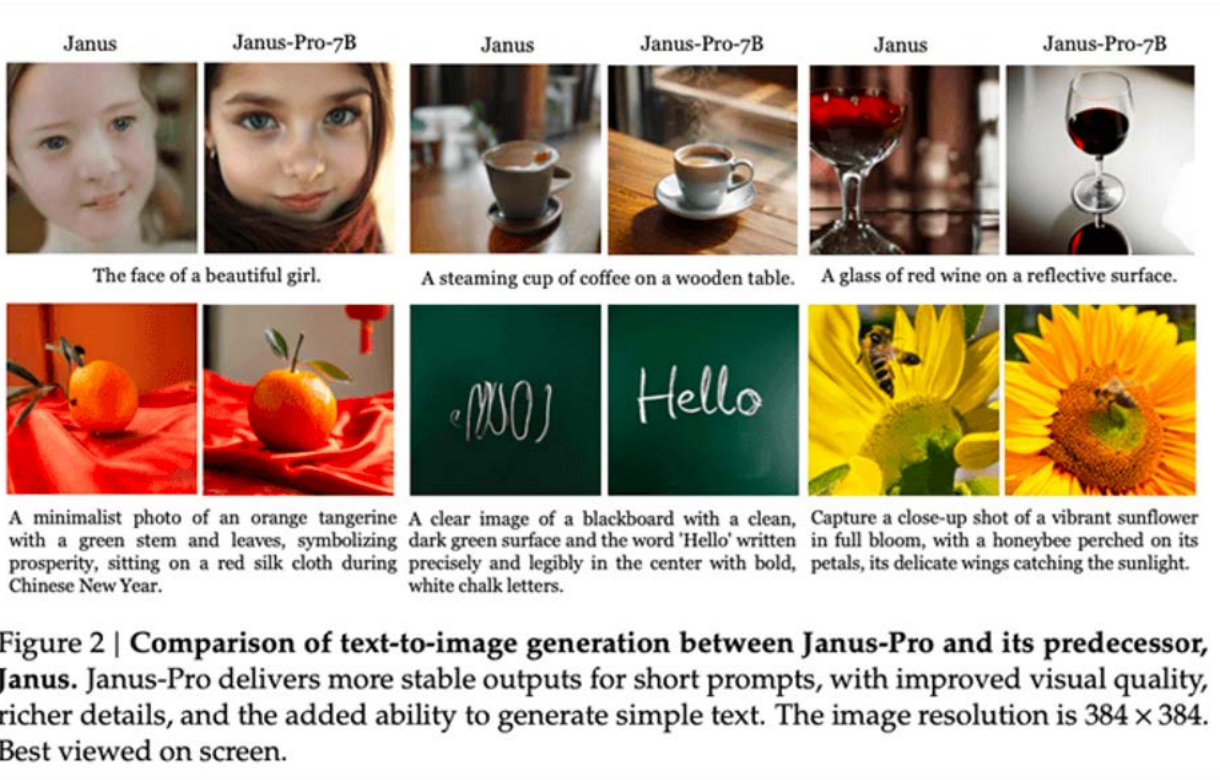 Janus Janus-Pro-7B Janus Janus-Pro-7B Janus Janus-Pro-7B
The face of a beautiful girl.
A steaming cup of coffee on a wooden table.
A glass of red wine on a reflective surface.
Hello
A minimalist photo of an orange tangerine
with a green stem and leaves, symbolizing
prosperity, sitting on a red silk cloth during
Chinese New Year.
A clear image of a blackboard with a clean,
dark green surface and the word 'Hello' written
precisely and legibly in the center with bold,
white chalk letters.
Capture a close-up shot of a vibrant sunflower
in full bloom, with a honeybee perched on its
petals, its delicate wings catching the sunlight.
Figure 2 | Comparison of text-to-image generation between Janus-Pro and its predecessor,
Janus. Janus-Pro delivers more stable outputs for short prompts, with improved visual quality,
richer details, and the added ability to generate simple text. The image resolution is 384 × 384.
Best viewed on screen.